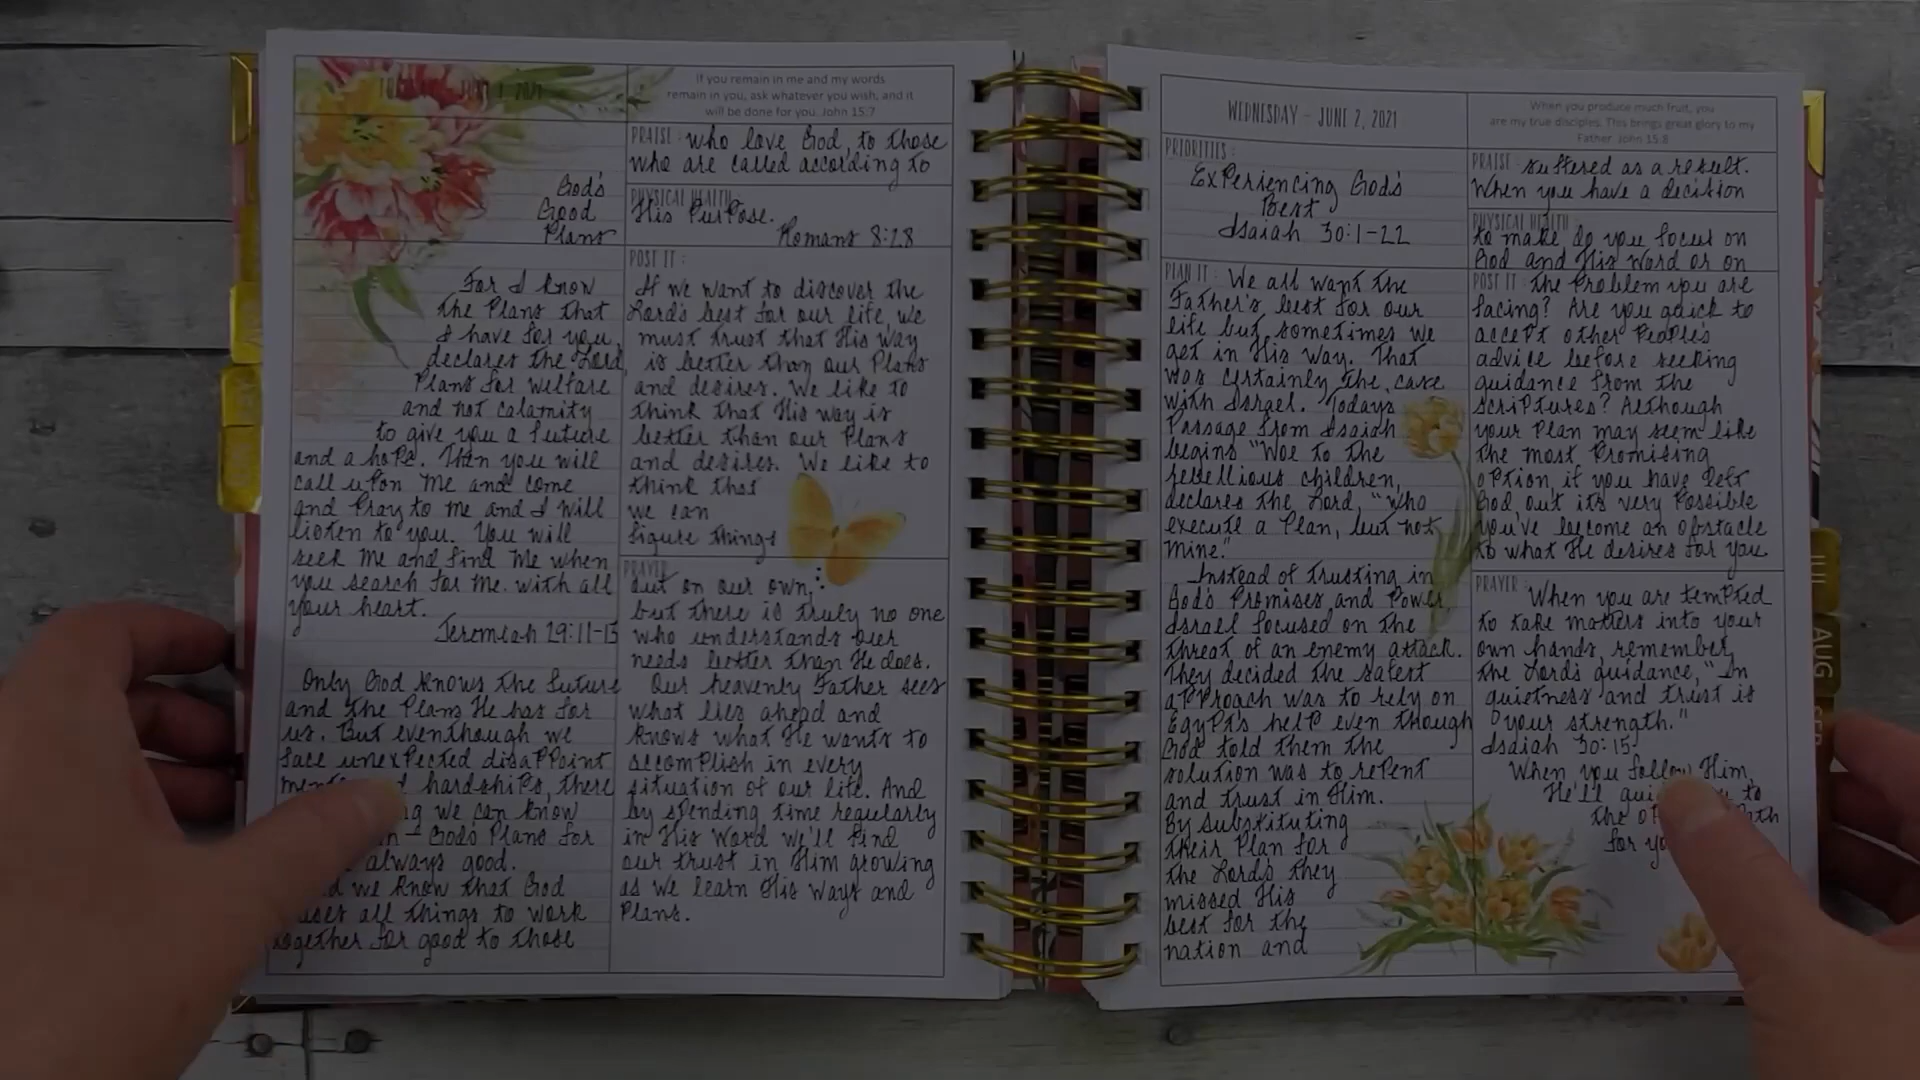 TUESDAY - JUNE 1, 2021
God's
Good
Plans
For I know
the Plans that
I have for you,
declares the Lord,
Plans for welfare
and not calamity
to give you a future
and a hope. Then you will
call upon Me and come
and Pray to me and I will
listen to you. You will
seek Me and find Me when
you search for Me. with all
your heart.
Jeremiah 29:11-13
Only God knows the future
and the Plans He has for
us. But eventhough we
face unexpected disappoint
hardships, there
we can know
God's Plans for
always good.
we know that God
all things to work
together for good to those
If you remain in me and my words
remain in you, ask whatever you wish, and it
will be done for you. John 15:7
PRAISE: who love God, to those
who are called according to
PHYSICAL HEALTH:
His Purpose.
Romans 8:28
POST IT:
If we want to discover the
Lord's best for our life, we
must trust that His way
is better than our Plans
and desires. We like to
think that His way is
better than our Plans
and desires. We like to
think that
we can
figure things
PRAYER
out on our own,
but there is truly no one
who understands our
needs better than He does.
Our heavenly Father sees
what lies ahead and
knows what He wants to
accomplish in every
situation of our life. And
by spending time regularly
in His Word we'll find
our trust in Him growing
as we learn His ways and
Plans.
WEDNESDAY - JUNE 2, 2021
PRIORITIES:
Experiencing God's
Best
Isaiah 30:1-22
PLAN IT: We all want the
Father's best for our
life but sometimes we
get in His way. That
was certainly the case
with Israel. Today's
Passage from Isaiah
begins "Woe to the
rebellious children,
declares the Lord, "who
execute a Plan, but not
Mine."
Instead of trusting in
God's Promises and Power,
Israel focused on the
threat of an enemy attack.
They decided the safest
approach was to rely on
Egypt's help even though
God told them the
solution was to repent
and trust in Him.
By substituting
their Plan for
the Lord's they
missed His
best for the
nation and
When you produce much fruit, you
are my true disciples. This brings great glory to my
Father. John 15:8
PRAISE: suffered as a result.
When you have a decision
PHYSICAL HEALTH:
to make do you focus on
God and His word or on
POST IT: the Problem you are
facing? Are you quick to
accept other People's
advice before seeking
guidance from the
scriptures? Although
your Plan may seem like
the most Promising
option, if you have left
God out it's very Possible
you've become an obstacle
to what He desires for you
PRAYER: When you are tempted
to take matters into your
own hands, remember
the Lord's guidance, "In
quietness and trust is
your strength."
Isaiah 30:15
When you follow Him,
He'll to
the
for
JUL
AUG
SEP